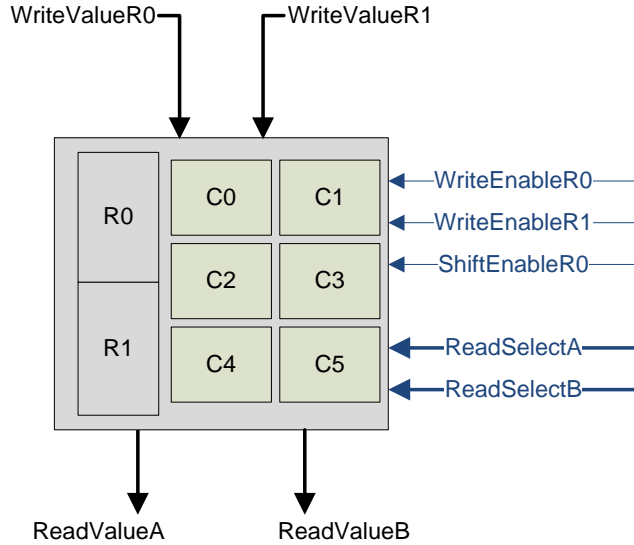 WriteValueR0
WriteValueR1
R0
C0
C1
WriteEnableR0
WriteEnableR1
C2
C3
ShiftEnableR0
R1
C4
C5
ReadSelectA
ReadSelectB
ReadValueA
ReadValueB